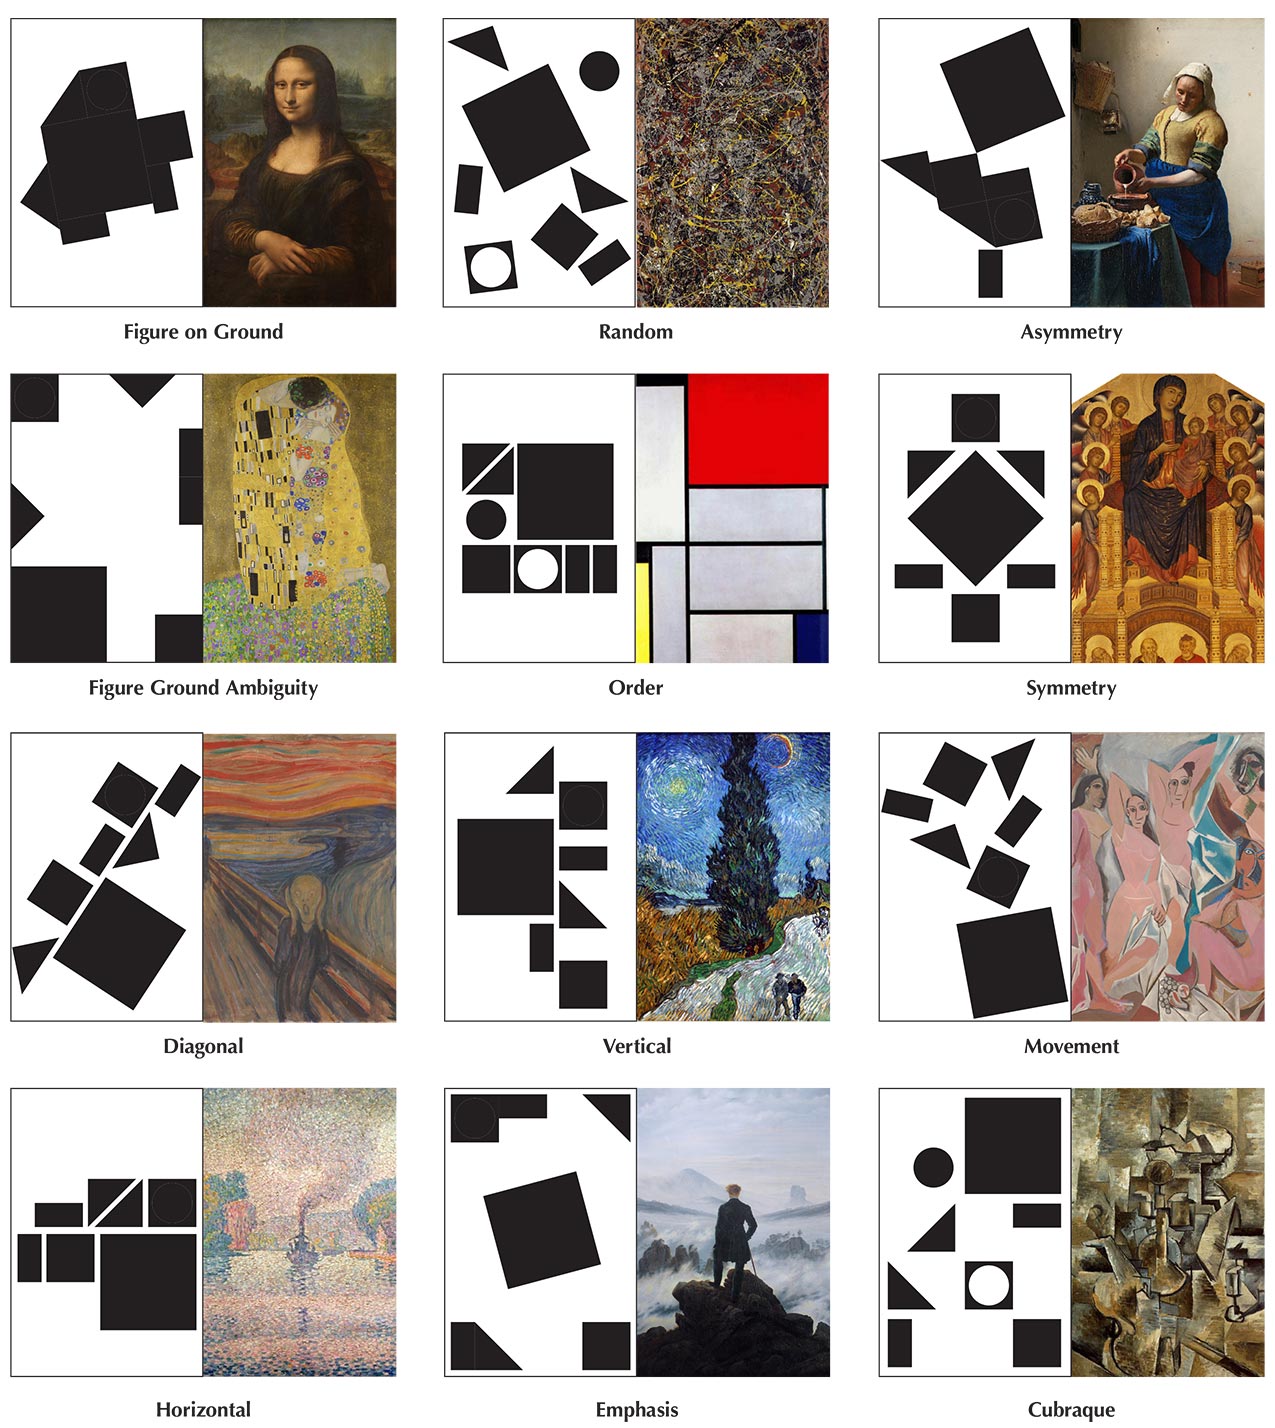 Figure on Ground
Random
Asymmetry
Figure Ground Ambiguity
Order
Symmetry
Diagonal
Vertical
Movement
Horizontal
Emphasis
Cubraque